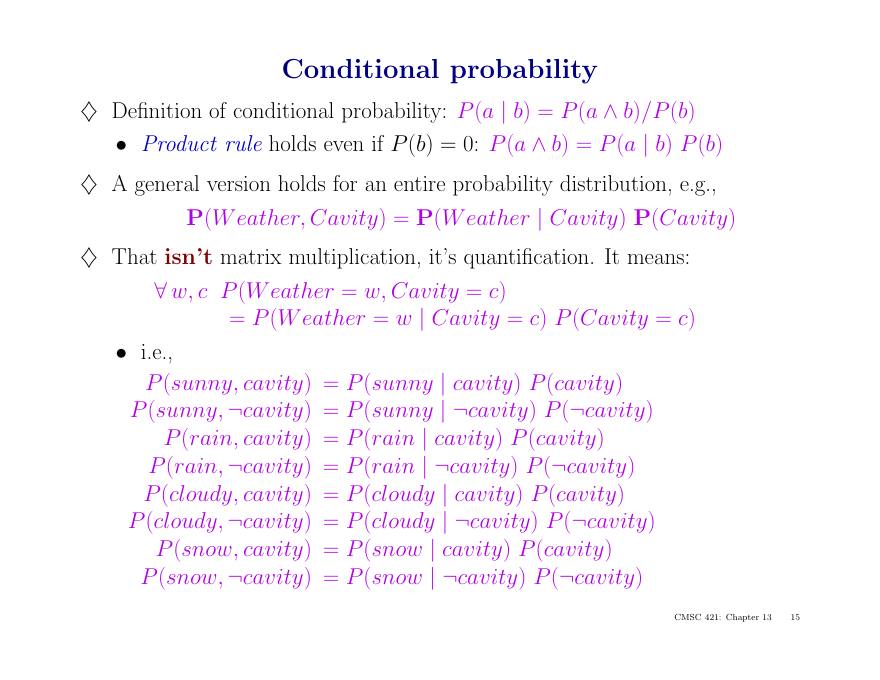 Conditional probability
♢ Definition of conditional probability: P(a | b) = P(a ∧ b)/P(b)
• Product rule holds even if P(b) = 0: P(a ∧ b) = P(a | b) P(b)
♢ A general version holds for an entire probability distribution, e.g.,
P(Weather, Cavity) = P(Weather | Cavity) P(Cavity)
♢ That isn't matrix multiplication, it's quantification. It means:
∀ w, c P(Weather = w, Cavity = c)
= P(Weather = w | Cavity = c) P(Cavity = c)
• i.e.,
P(sunny, cavity) = P(sunny | cavity) P(cavity)
P(sunny, ¬cavity) = P(sunny | ¬cavity) P(¬cavity)
P(rain, cavity) = P(rain | cavity) P(cavity)
P(rain, ¬cavity) = P(rain | ¬cavity) P(¬cavity)
P(cloudy, cavity) = P(cloudy | cavity) P(cavity)
P(cloudy, ¬cavity) = P(cloudy | ¬cavity) P(¬cavity)
P(snow, cavity) = P(snow | cavity) P(cavity)
P(snow, ¬cavity) = P(snow | ¬cavity) P(¬cavity)
CMSC 421: Chapter 13 15